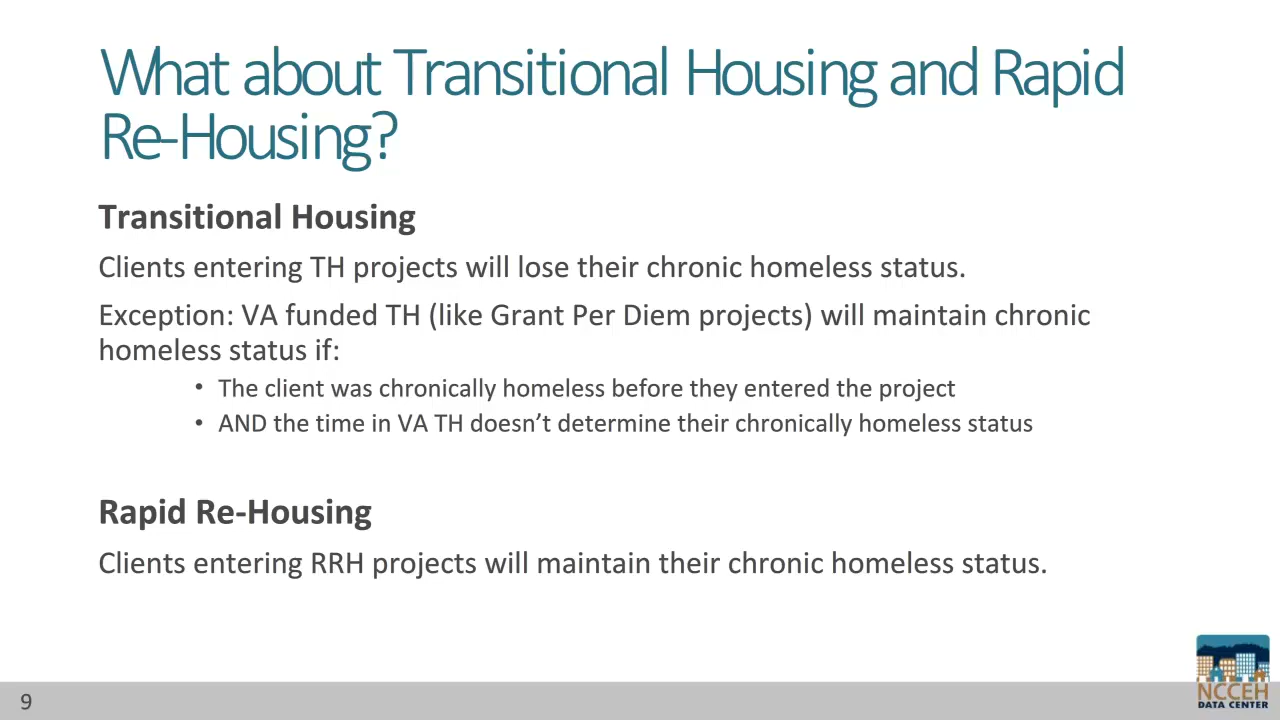 What about Transitional Housing and Rapid
Re-Housing?
Transitional Housing
Clients entering TH projects will lose their chronic homeless status.
Exception: VA funded TH (like Grant Per Diem projects) will maintain chronic
homeless status if:
• The client was chronically homeless before they entered the project
• AND the time in VA TH doesn’t determine their chronically homeless status
Rapid Re-Housing
Clients entering RRH projects will maintain their chronic homeless status.
NCCEH
DATA CENTER
9